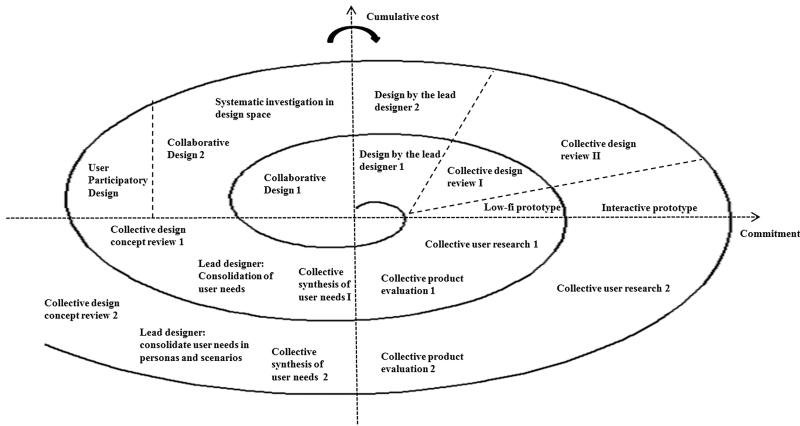 Cumulative cost
Systematic investigation in
design space
Design by the lead
designer 2
Collaborative
Design 2
Collective design
review II
User
Participatory
Design
Collaborative
Design 1
Design by the lead
designer 1
Collective design
review I
Low-fi prototype
Interactive prototype
Commitment
Collective design
concept review 1
Collective user research 1
Lead designer:
Consolidation of
user needs
Collective
synthesis of
user needs I
Collective product
evaluation 1
Collective user research 2
Collective design
concept review 2
Lead designer:
consolidate user needs in
personas and scenarios
Collective
synthesis of
user needs 2
Collective product
evaluation 2